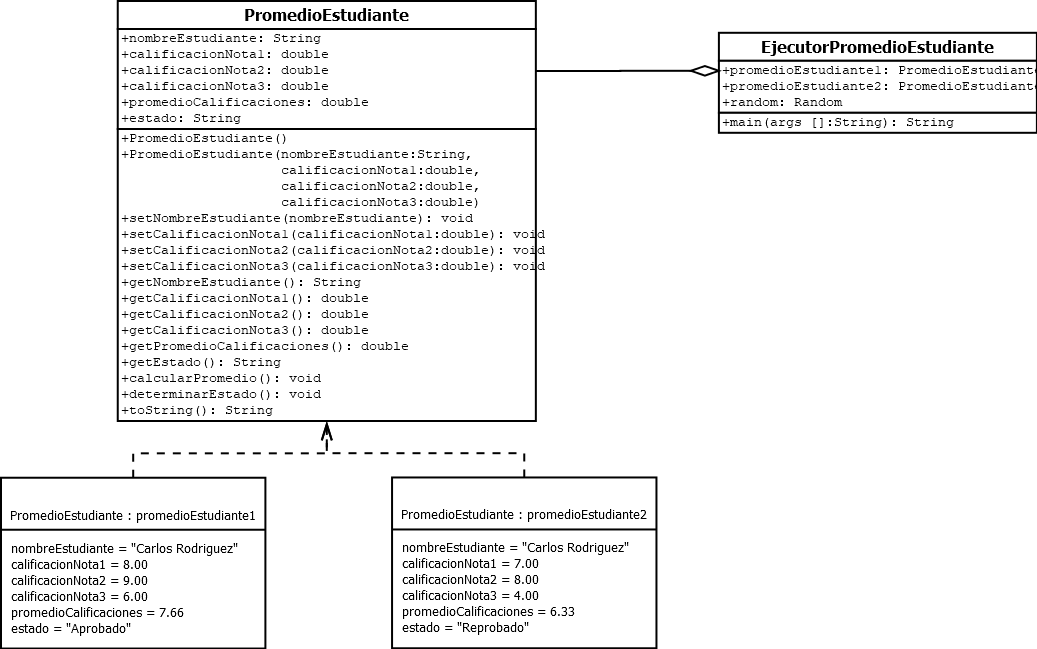 PromedioEstudiante
+nombreEstudiante: String
+calificacionNota1: double
+calificacionNota2: double
+calificacionNota3: double
+promedioCalificaciones: double
+estado: String
+PromedioEstudiante()
+PromedioEstudiante(nombreEstudiante:String,
calificacionNota1:double,
calificacionNota2:double,
calificacionNota3:double)
+setNombreEstudiante(nombreEstudiante): void
+setCalificacionNota1(calificacionNota1:double): void
+setCalificacionNota2(calificacionNota2:double): void
+setCalificacionNota3(calificacionNota3:double): void
+getNombreEstudiante(): String
+getCalificacionNota1(): double
+getCalificacionNota2(): double
+getCalificacionNota3(): double
+getPromedioCalificaciones(): double
+getEstado(): String
+calcularPromedio(): void
+determinarEstado(): void
+toString(): String
EjecutorPromedioEstudiante
+promedioEstudiante1: PromedioEstudiante
+promedioEstudiante2: PromedioEstudiante
+random: Random
+main(args []:String): String
PromedioEstudiante : promedioEstudiante1
nombreEstudiante = "Carlos Rodriguez"
calificacionNota1 = 8.00
calificacionNota2 = 9.00
calificacionNota3 = 6.00
promedioCalificaciones = 7.66
estado = "Aprobado"
PromedioEstudiante : promedioEstudiante2
nombreEstudiante = "Carlos Rodriguez"
calificacionNota1 = 7.00
calificacionNota2 = 8.00
calificacionNota3 = 4.00
promedioCalificaciones = 6.33
estado = "Reprobado"